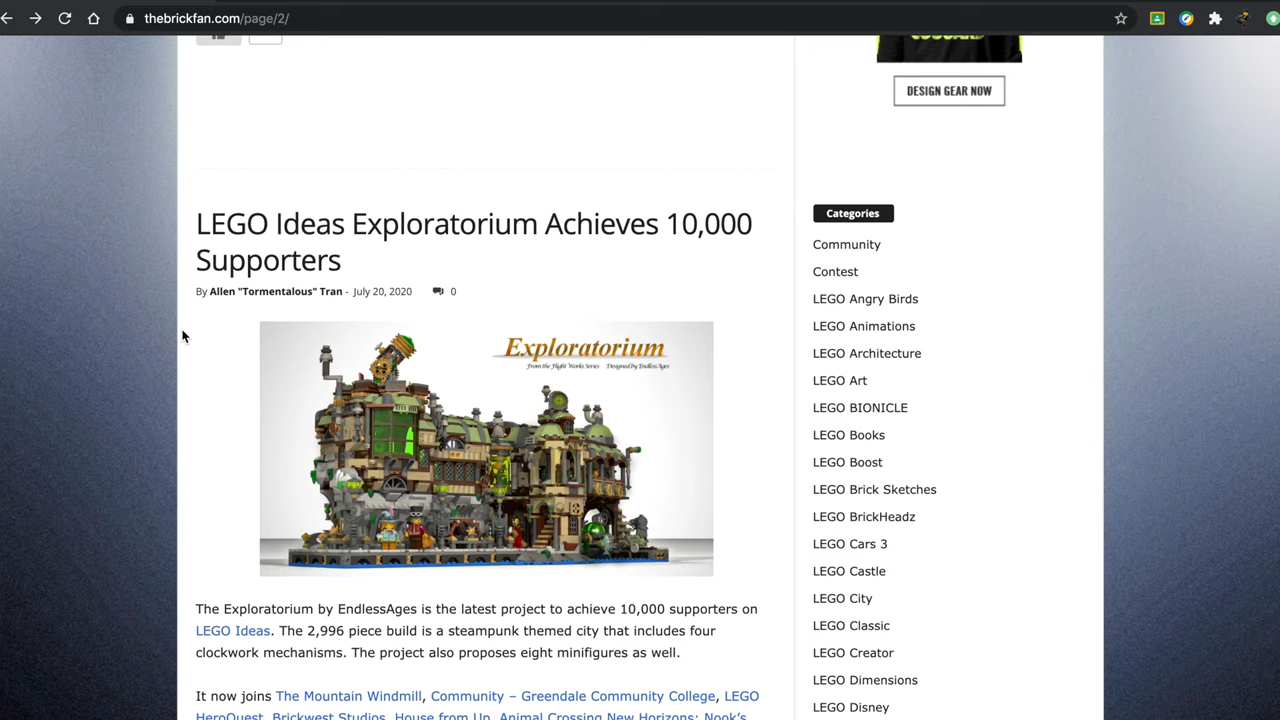 thebrickfan.com/page/2/
DESIGN GEAR NOW
LEGO Ideas Exploratorium Achieves 10,000
Supporters
By Allen "Tormentalous" Tran - July 20, 2020 0
Exploratorium
From the Flight Works Series Designed by EndlessAges
The Exploratorium by EndlessAges is the latest project to achieve 10,000 supporters on
LEGO Ideas. The 2,996 piece build is a steampunk themed city that includes four
clockwork mechanisms. The project also proposes eight minifigures as well.
It now joins The Mountain Windmill, Community – Greendale Community College, LEGO
HeroQuest, Brickwest Studios, House from Up, Animal Crossing New Horizons: Nook's
Categories
Community
Contest
LEGO Angry Birds
LEGO Animations
LEGO Architecture
LEGO Art
LEGO BIONICLE
LEGO Books
LEGO Boost
LEGO Brick Sketches
LEGO BrickHeadz
LEGO Cars 3
LEGO Castle
LEGO City
LEGO Classic
LEGO Creator
LEGO Dimensions
LEGO Disney